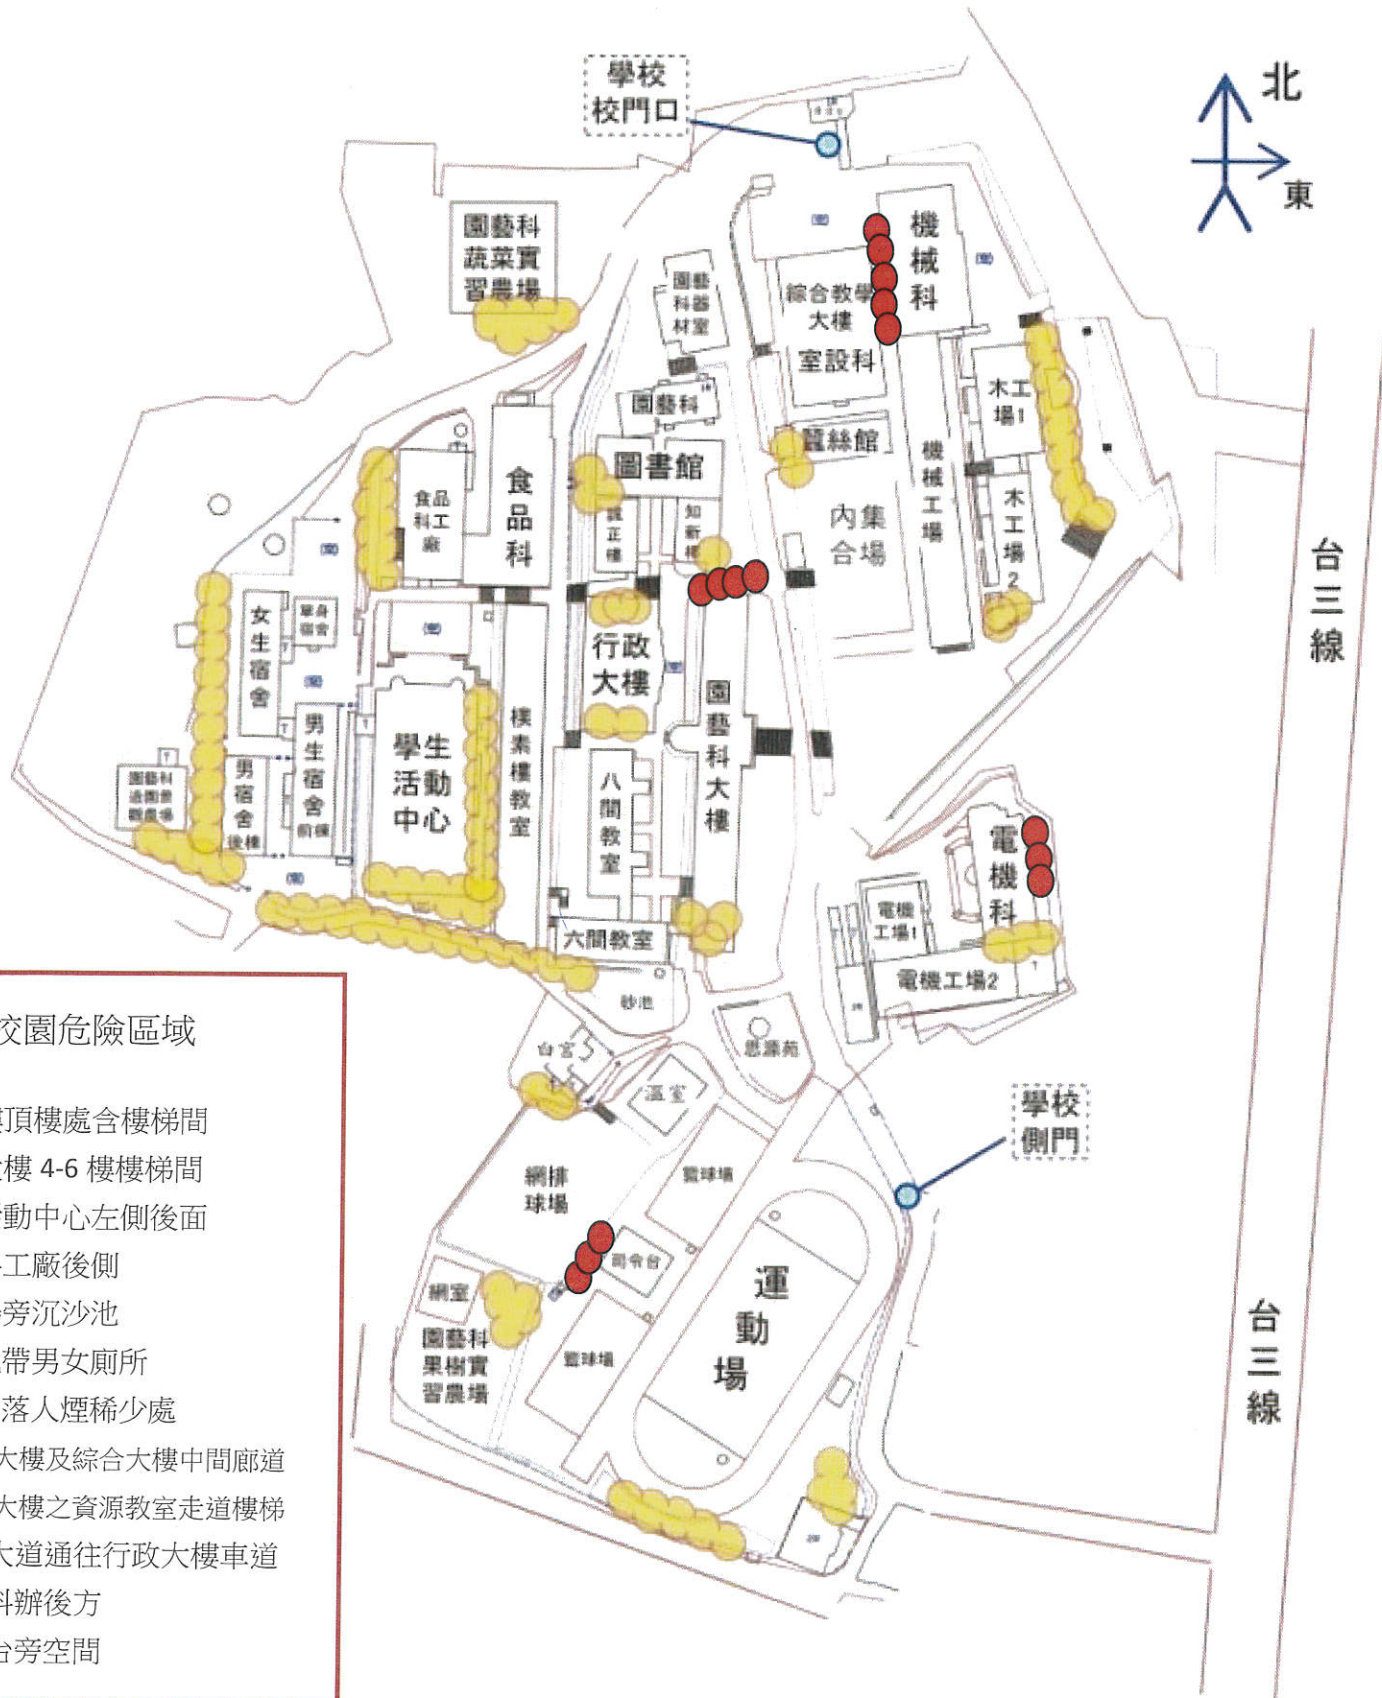 學校
校門口
北
東
園藝科
蔬菜實
習農場
園藝
科器
材室
機
械
科
綜合教學
大樓
室設科
園藝科
木工
場1
蠶絲館
圖書館
機
械
工
場
食
品
科
食品
科工
廠
誠
正
樓
知
新
樓
內集
合場
木
工
場
2
台
三
線
女
生
宿
舍
單身
宿舍
行政
大樓
園
藝
科
大
樓
樸
素
樓
教
室
學生
活動
中心
男
生
宿
舍
前棟
男
宿
舍
後棟
園藝科
造園景
觀農場
八
間
教
室
電
機
科
電機
工場1
六間教室
電機工場2
砂池
思源苑
白宮
溫室
學校
側門
網排
球場
籃球場
司令台
網室
園藝科
果樹實
習農場
籃球場
運
動
場
台
三
線
校園危險區域
樓頂樓處含樓梯間
大樓 4-6 樓樓梯間
活動中心左側後面
工廠後側
旁沉沙池
帶男女廁所
落人煙稀少處
大樓及綜合大樓中間廊道
大樓之資源教室走道樓梯
大道通往行政大樓車道
科辦後方
台旁空間